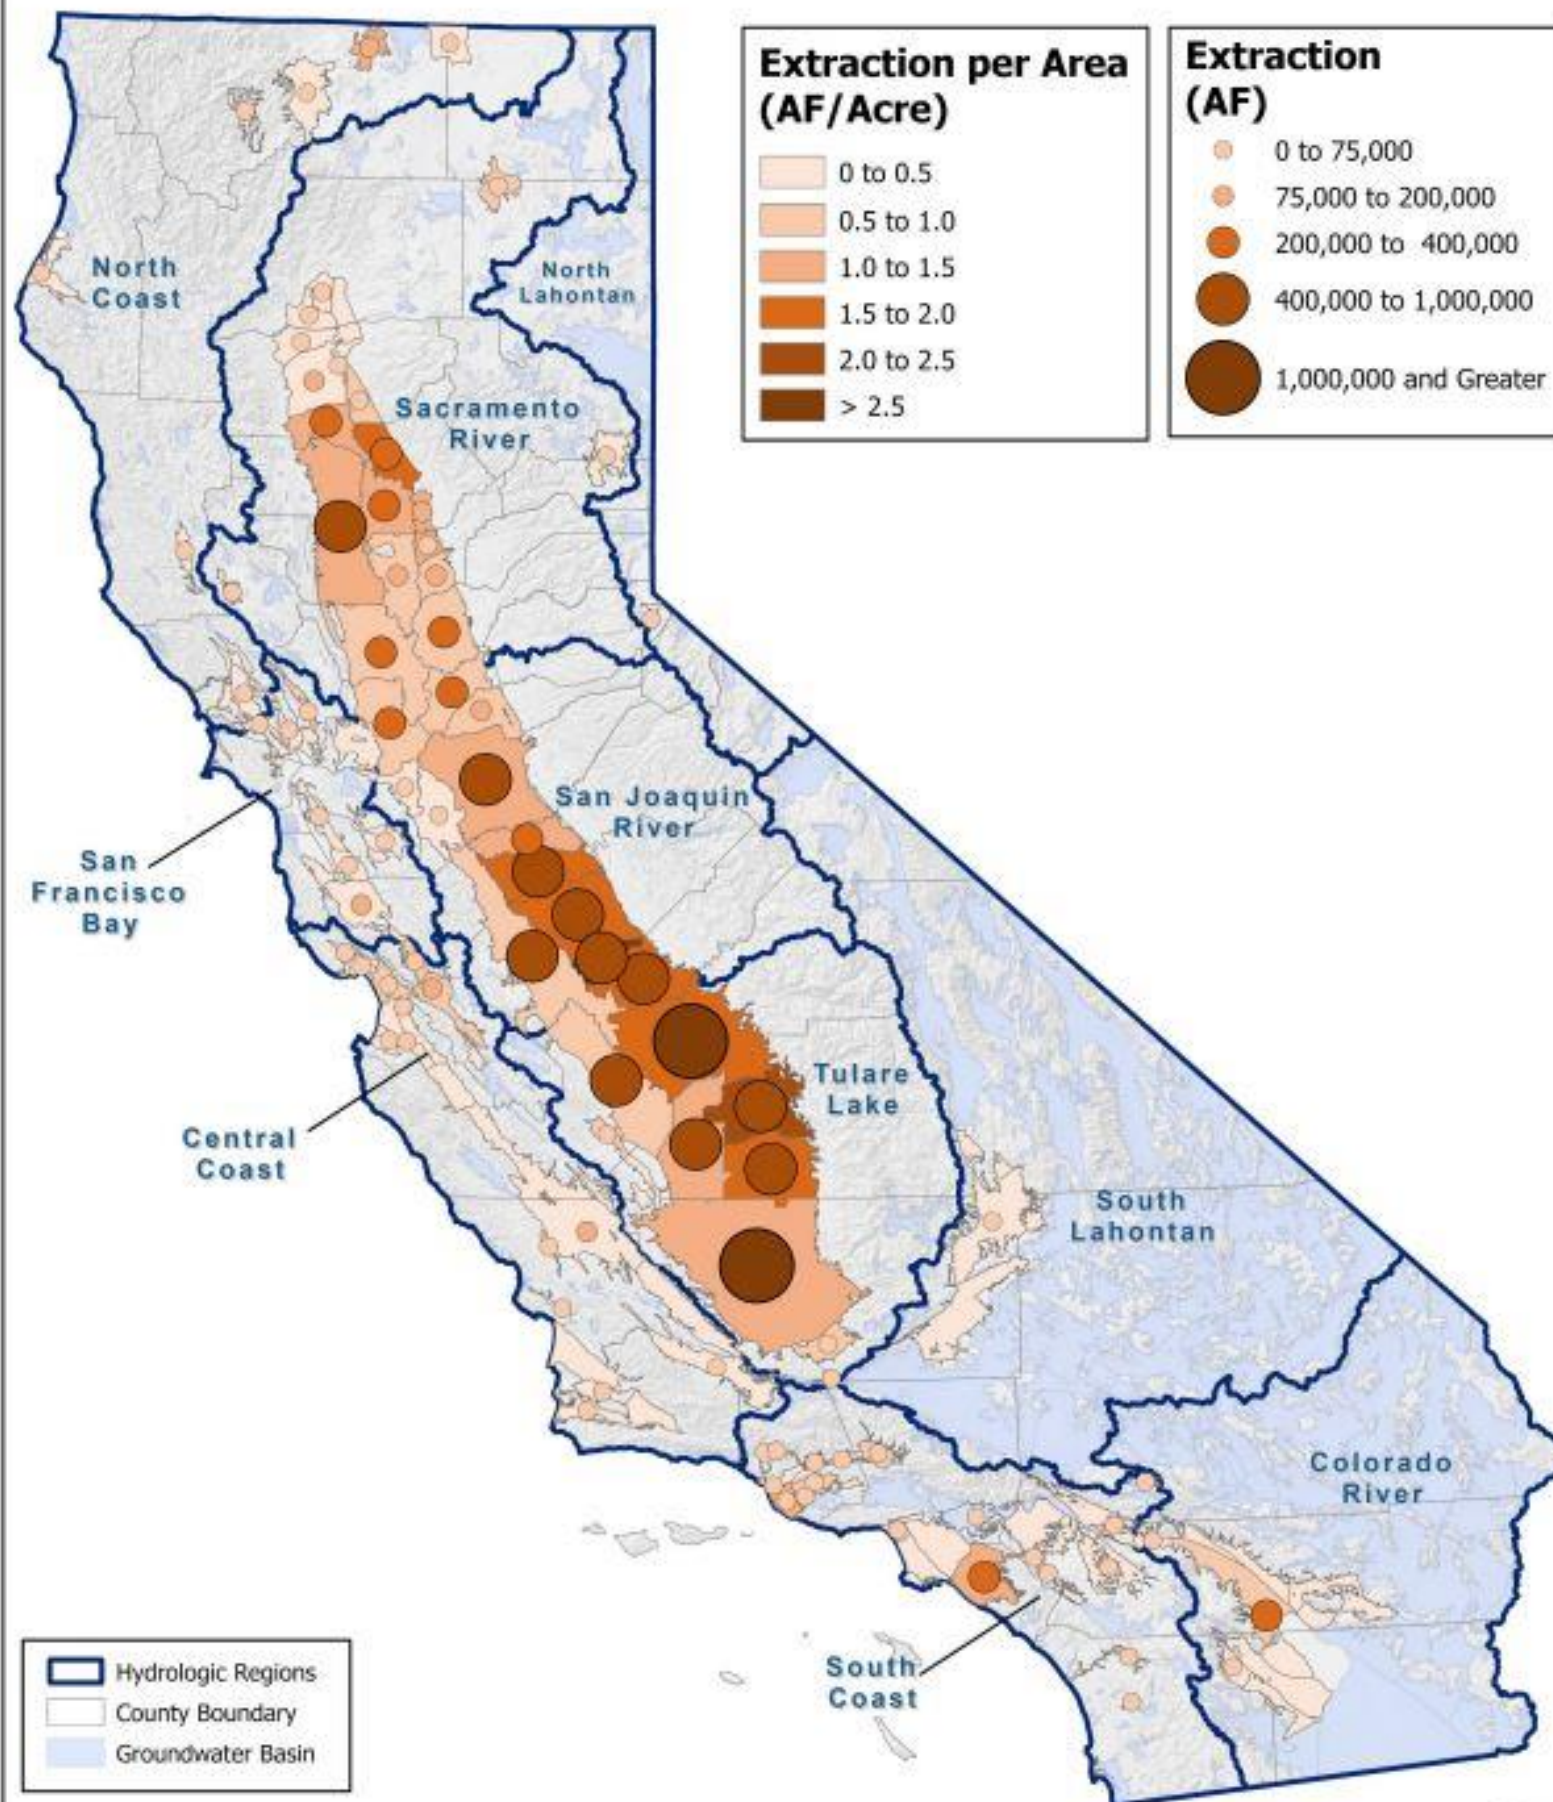 Extraction per Area
(AF/Acre)
0 to 0.5
0.5 to 1.0
1.0 to 1.5
1.5 to 2.0
2.0 to 2.5
> 2.5
Extraction
(AF)
0 to 75,000
75,000 to 200,000
200,000 to 400,000
400,000 to 1,000,000
1,000,000 and Greater
North
Coast
North
Lahontan
Sacramento
River
San Joaquin
River
San
Francisco
Bay
Tulare
Lake
Central
Coast
South
Lahontan
Colorado
River
South
Coast
Hydrologic Regions
County Boundary
Groundwater Basin